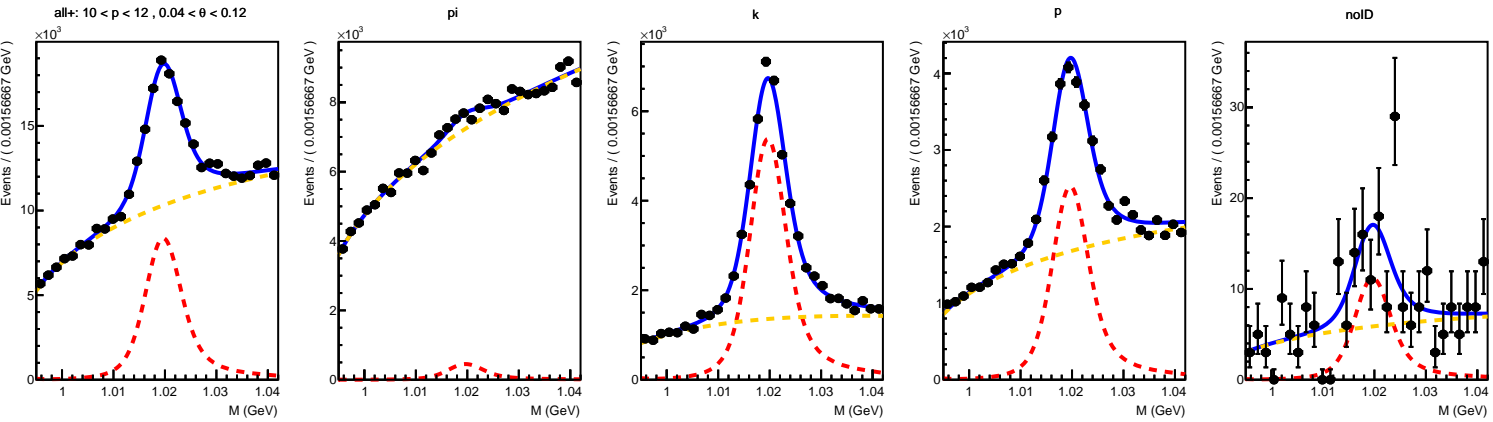 all+: 10 < p < 12 , 0.04 < θ < 0.12
×10³
Events / ( 0.00156667 GeV )
15
10
5
0
1 1.01 1.02 1.03 1.04
M (GeV)
pi
×10³
Events / ( 0.00156667 GeV )
8
6
4
2
0
1 1.01 1.02 1.03 1.04
M (GeV)
k
×10³
Events / ( 0.00156667 GeV )
6
4
2
0
1 1.01 1.02 1.03 1.04
M (GeV)
p
×10³
Events / ( 0.00156667 GeV )
4
3
2
1
0
1 1.01 1.02 1.03 1.04
M (GeV)
noID
Events / ( 0.00156667 GeV )
30
20
10
0
1 1.01 1.02 1.03 1.04
M (GeV)